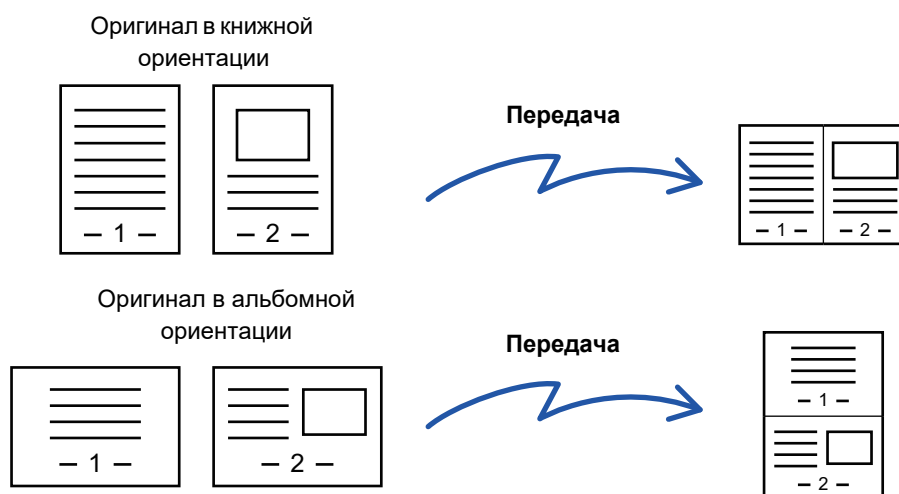 Оригинал в книжной
ориентации
Передача
– 1 –
– 2 –
– 1 –
– 2 –
Оригинал в альбомной
ориентации
Передача
– 1 –
– 2 –
– 1 –
– 2 –